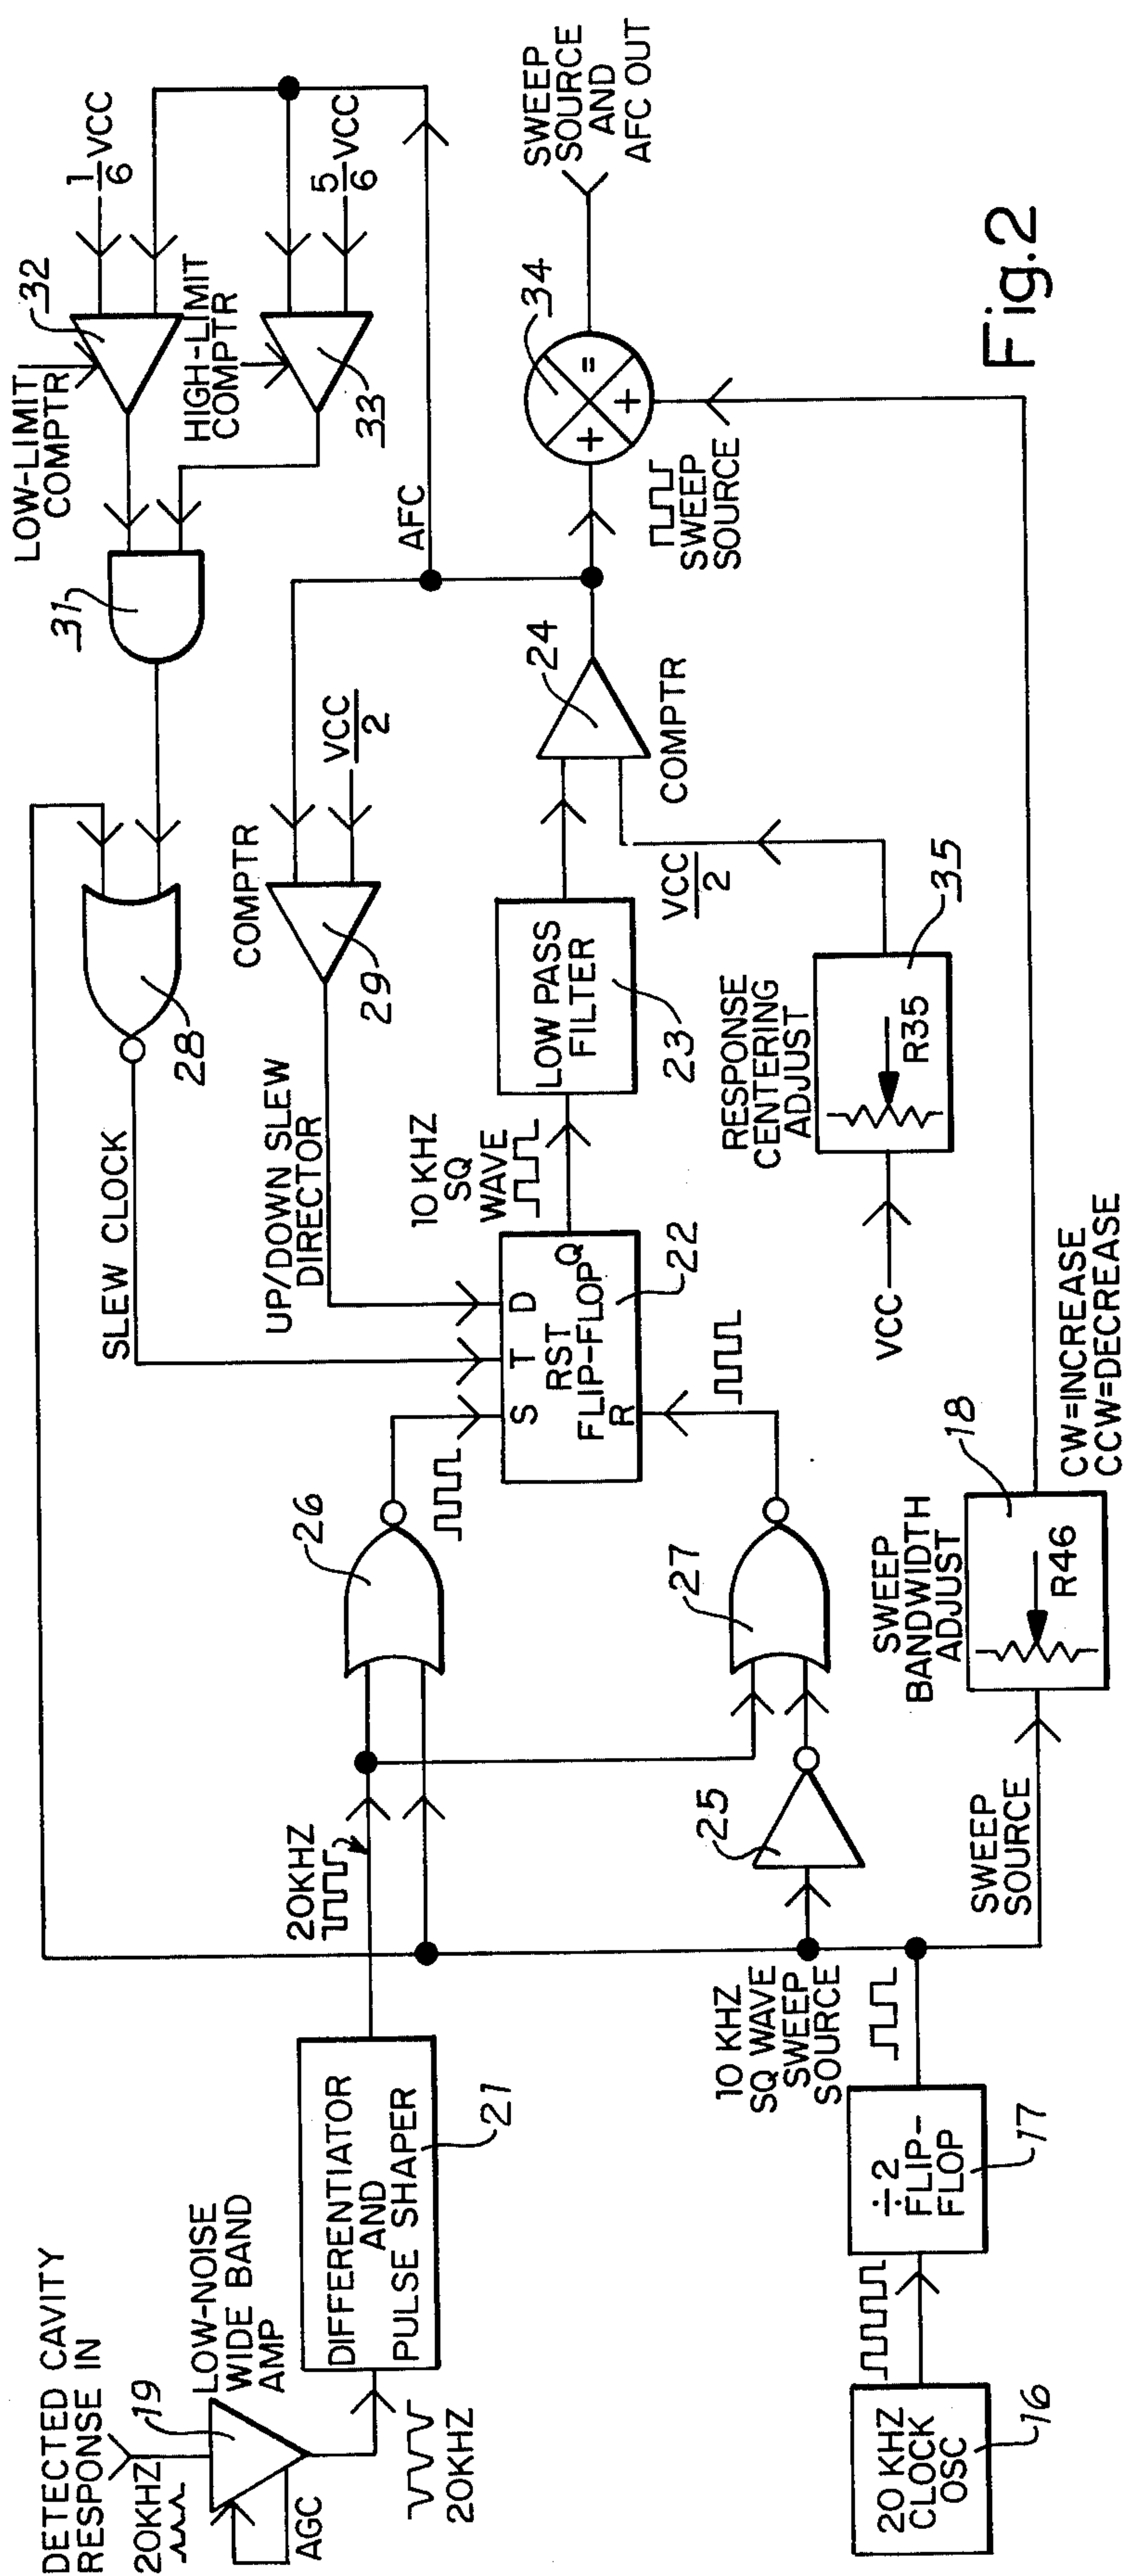 DETECTED CAVITY
RESPONSE IN
20KHZ
19
LOW-NOISE
WIDE BAND
AMP
AGC
20KHZ
DIFFERENTIATOR
AND
PULSE SHAPER
21
20KHZ
20 KHZ
CLOCK
OSC
16
÷2
FLIP-
FLOP
17
10 KHZ
SQ WAVE
SWEEP
SOURCE
SWEEP
SOURCE
25
26
27
SWEEP
BANDWIDTH
ADJUST
R46
18
CW=INCREASE
CCW=DECREASE
SLEW CLOCK
UP/DOWN SLEW
DIRECTOR
S
T
D
RST
FLIP-FLOP
R
Q
22
10 KHZ
SQ
WAVE
LOW PASS
FILTER
23
VCC
RESPONSE
CENTERING
ADJUST
R35
35
VCC
2
28
COMPTR
29
VCC
2
24
COMPTR
31
AFC
LOW-LIMIT
COMPTR
32
1
6
VCC
HIGH-LIMIT
COMPTR
33
5
6
VCC
SWEEP
SOURCE
34
+
+
=
SWEEP
SOURCE
AND
AFC OUT
Fig.2